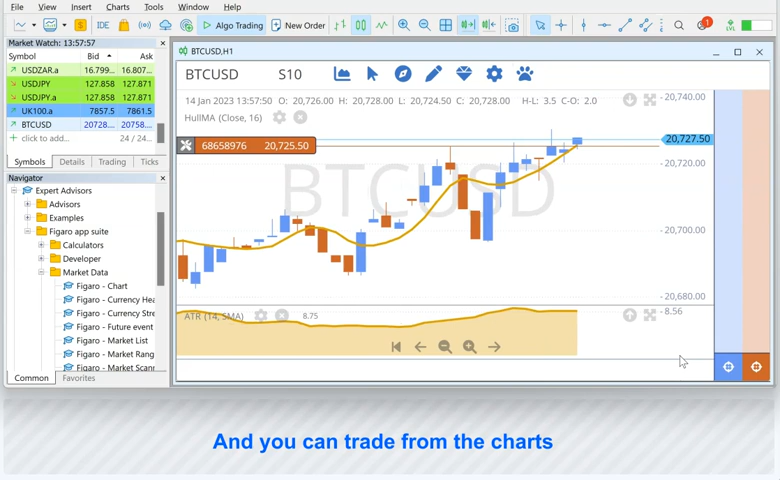 File View Insert Charts Tools Window Help
IDE Algo Trading New Order 1 LVL
Market Watch: 13:57:57
Symbol Bid Ask
USDZAR.a 16.799... 16.807...
USDJPY 127.858 127.871
USDJPY.a 127.858 127.871
UK100.a 7857.5 7861.5
BTCUSD 20728.... 20758....
click to add... 24 / 24...
Symbols Details Trading Ticks
Navigator
Expert Advisors
Advisors
Examples
Figaro app suite
Calculators
Developer
Market Data
Figaro - Chart
Figaro - Currency Hea
Figaro - Currency Stre
Figaro - Future event
Figaro - Market List
Figaro - Market Rang
Figaro - Market Scann
Common Favorites
BTCUSD,H1
BTCUSD S10
14 Jan 2023 13:57:50 O: 20,726.00 H: 20,728.00 L: 20,724.50 C: 20,728.00 H-L: 3.5 C-O: 2.0
HullMA (Close, 16)
68658976 20,725.50
BTCUSD
20,740.00
20,727.50
20,720.00
20,700.00
20,680.00
ATR (14, SMA) 8.75
8.56
And you can trade from the charts